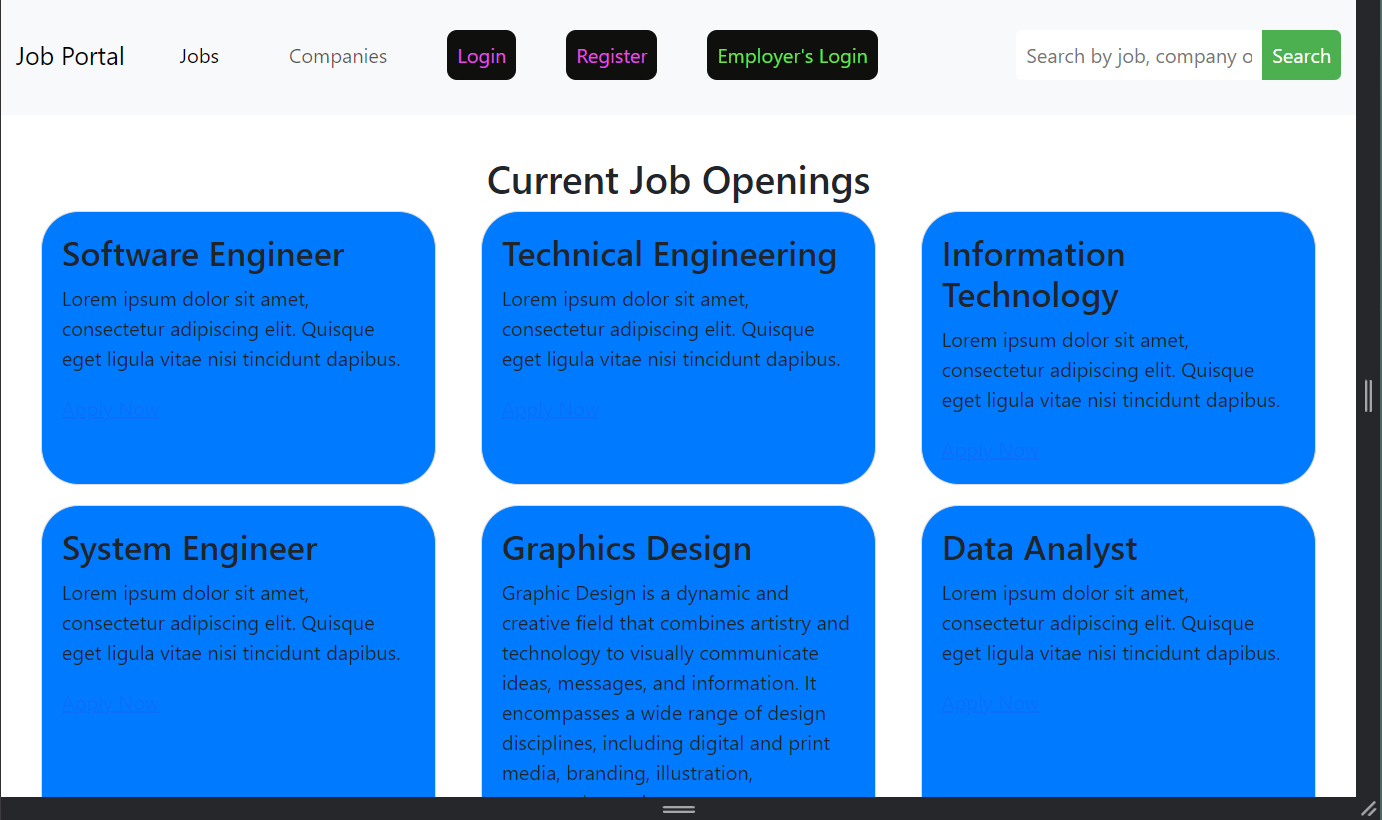 Job Portal
Jobs
Companies
Login
Register
Employer's Login
Search by job, company o
Search
Current Job Openings
Software Engineer
Lorem ipsum dolor sit amet,
consectetur adipiscing elit. Quisque
eget ligula vitae nisi tincidunt dapibus.
Apply Now
Technical Engineering
Lorem ipsum dolor sit amet,
consectetur adipiscing elit. Quisque
eget ligula vitae nisi tincidunt dapibus.
Apply Now
Information
Technology
Lorem ipsum dolor sit amet,
consectetur adipiscing elit. Quisque
eget ligula vitae nisi tincidunt dapibus.
Apply Now
System Engineer
Lorem ipsum dolor sit amet,
consectetur adipiscing elit. Quisque
eget ligula vitae nisi tincidunt dapibus.
Apply Now
Graphics Design
Graphic Design is a dynamic and
creative field that combines artistry and
technology to visually communicate
ideas, messages, and information. It
encompasses a wide range of design
disciplines, including digital and print
media, branding, illustration,
Data Analyst
Lorem ipsum dolor sit amet,
consectetur adipiscing elit. Quisque
eget ligula vitae nisi tincidunt dapibus.
Apply Now